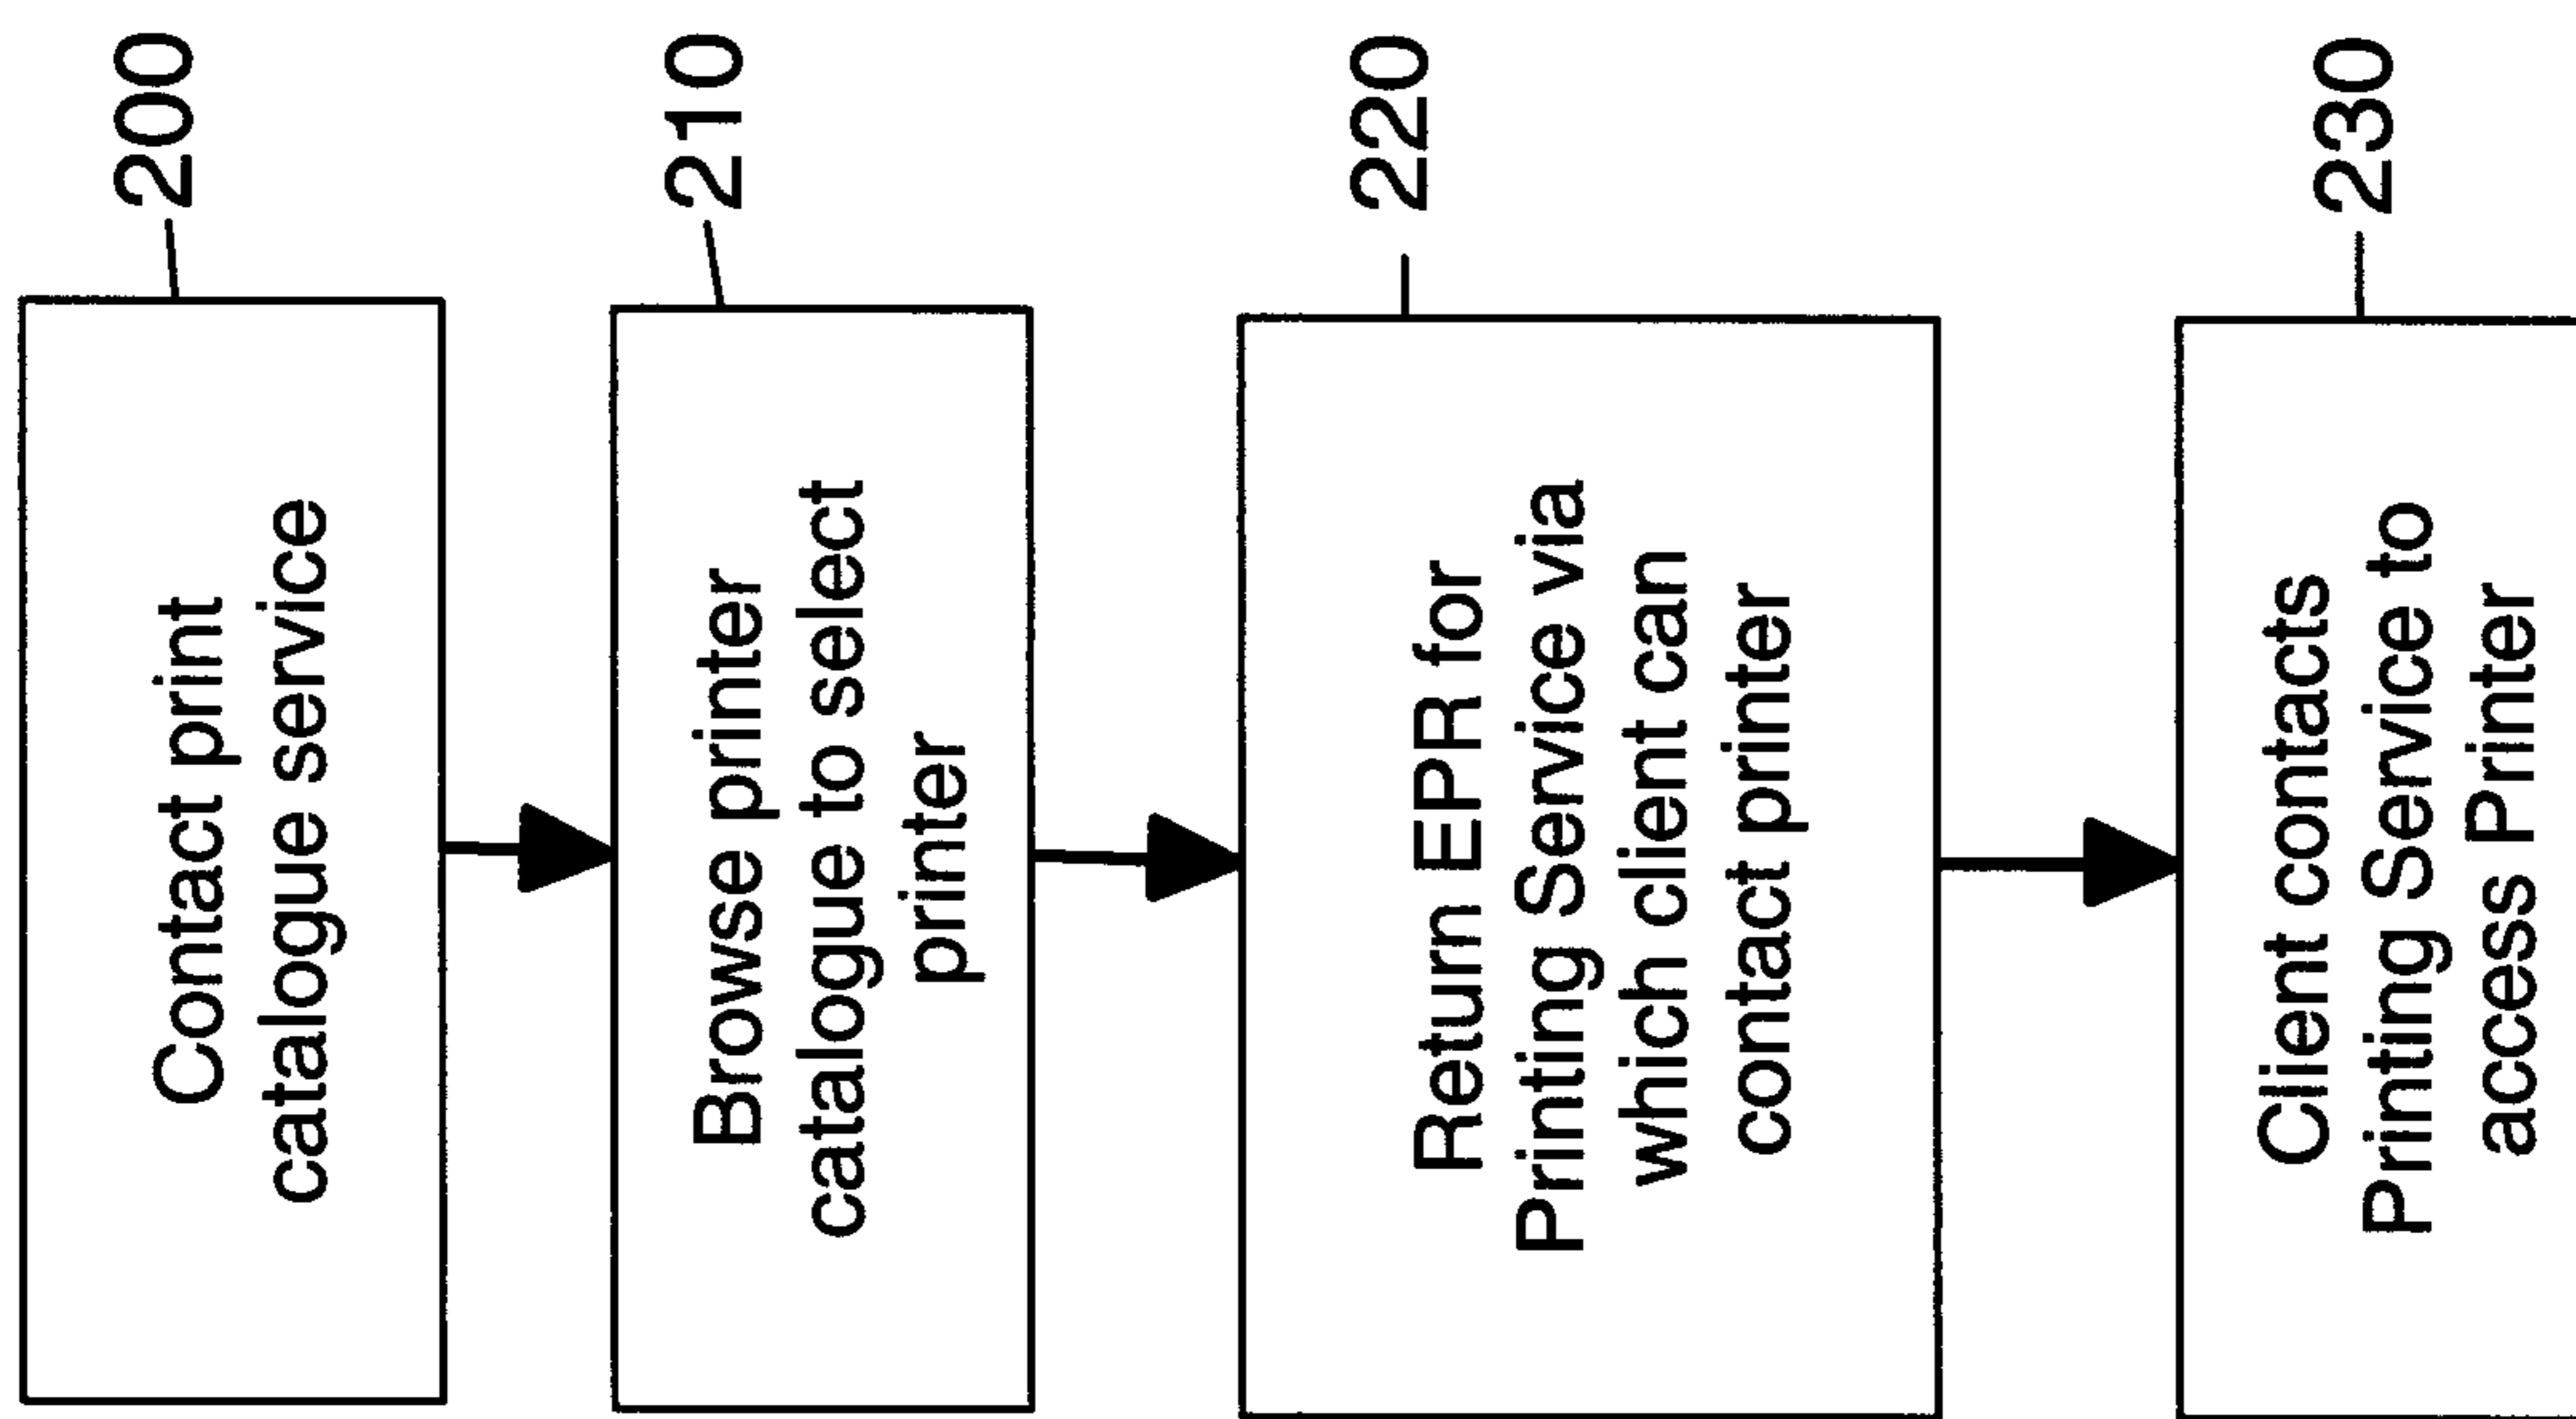 Contact print
catalogue service
200
Browse printer
catalogue to select
printer
210
Return EPR for
Printing Service via
which client can
contact printer
220
Client contacts
Printing Service to
access Printer
230